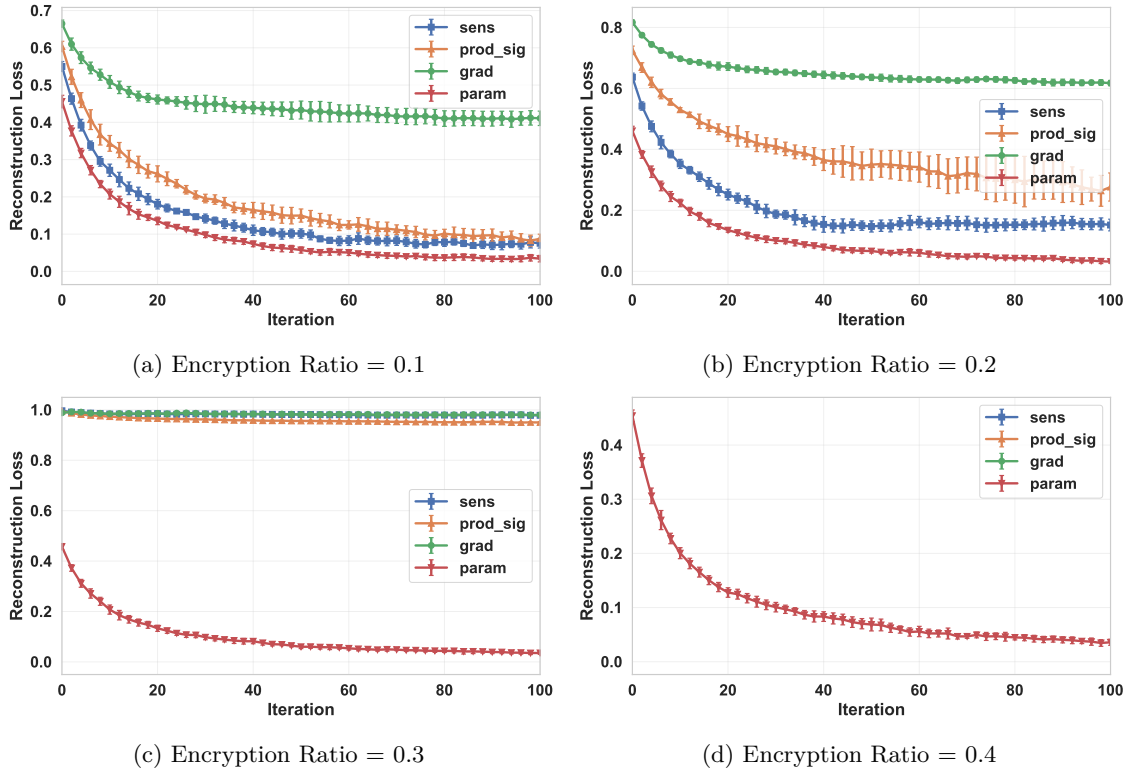 0.7
0.6
0.5
0.4
0.3
0.2
0.1
0.0
Reconstruction Loss
sens
prod_sig
grad
param
0 20 40 60 80 100
Iteration
(a) Encryption Ratio = 0.1
0.8
0.6
0.4
0.2
0.0
Reconstruction Loss
sens
prod_sig
grad
param
0 20 40 60 80 100
Iteration
(b) Encryption Ratio = 0.2
1.0
0.8
0.6
0.4
0.2
0.0
Reconstruction Loss
sens
prod_sig
grad
param
0 20 40 60 80 100
Iteration
(c) Encryption Ratio = 0.3
0.4
0.3
0.2
0.1
0.0
Reconstruction Loss
sens
prod_sig
grad
param
0 20 40 60 80 100
Iteration
(d) Encryption Ratio = 0.4